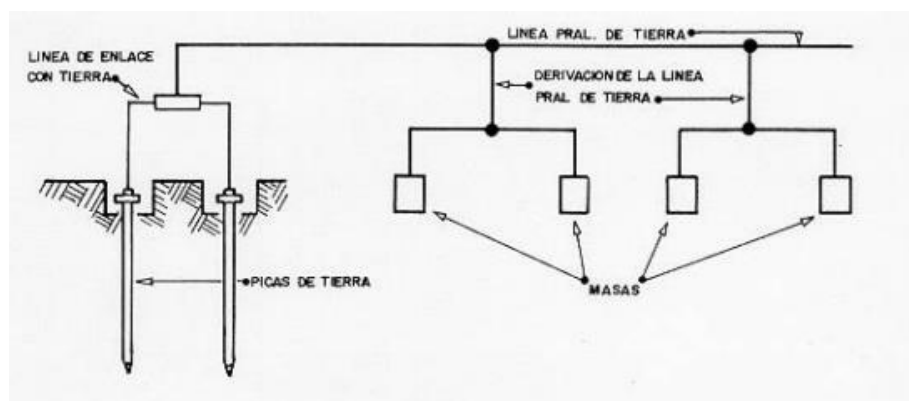 LINEA PRAL. DE TIERRA
LINEA DE ENLACE
CON TIERRA
DERIVACION DE LA LINEA
PRAL. DE TIERRA
PICAS DE TIERRA
MASAS